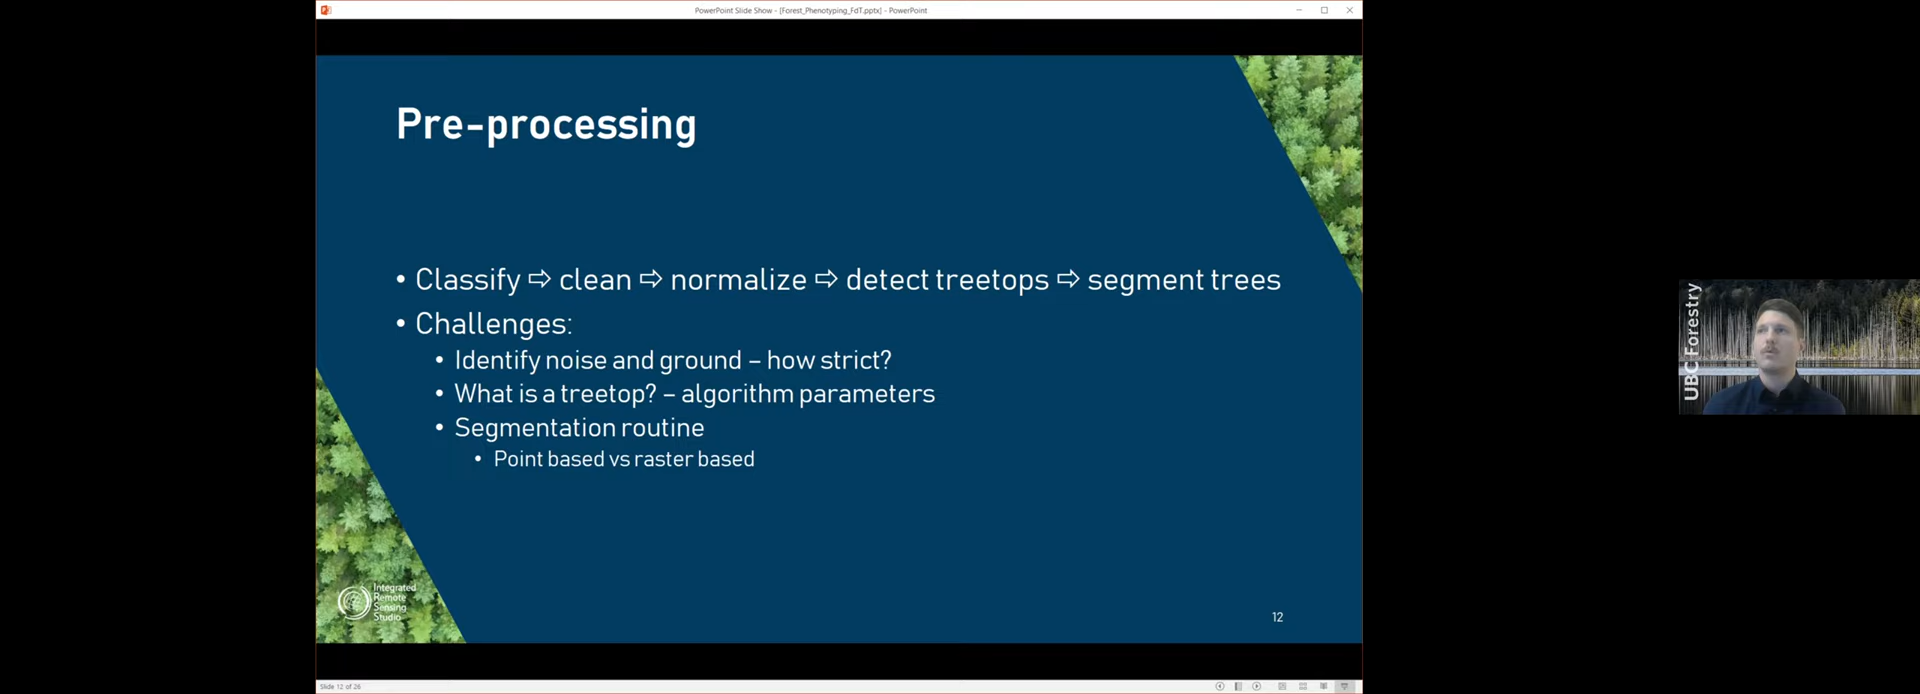 PowerPoint Slide Show - [Forest_Phenotyping_FdT.pptx] - PowerPoint
Pre-processing
• Classify ⇨ clean ⇨ normalize ⇨ detect treetops ⇨ segment trees
• Challenges:
• Identify noise and ground – how strict?
• What is a treetop? – algorithm parameters
• Segmentation routine
• Point based vs raster based
Integrated
Remote
Sensing
Studio
12
Slide 12 of 26
UBC Forestry